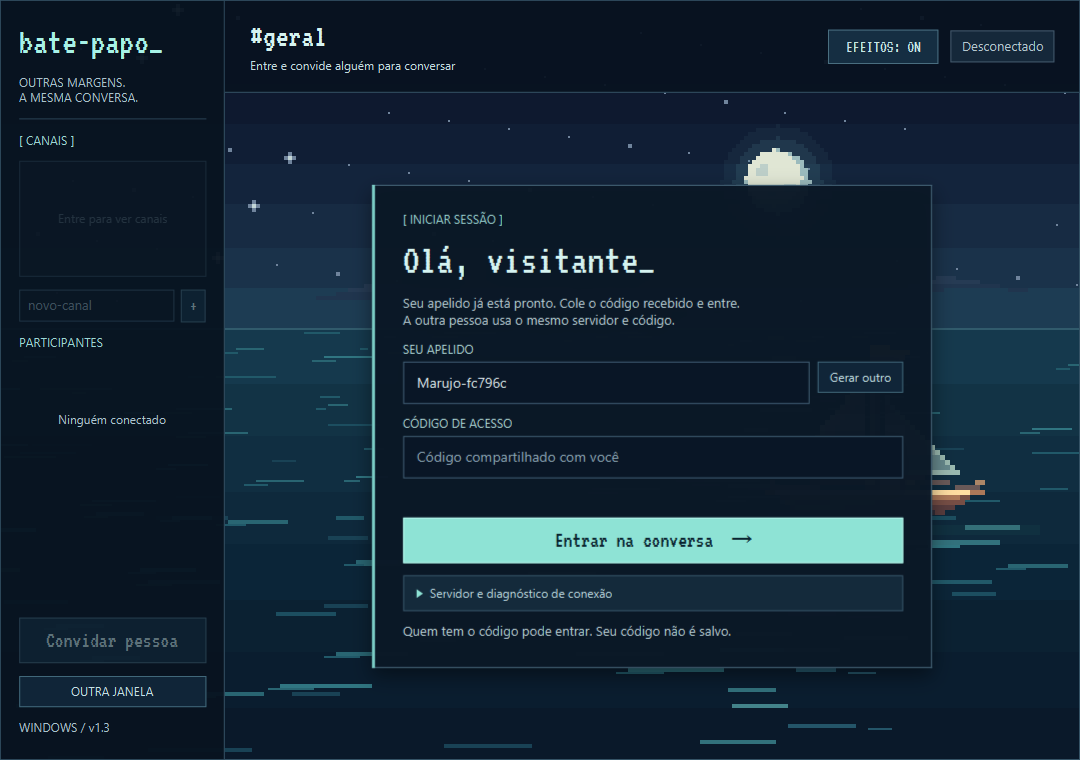 bate-papo_
OUTRAS MARGENS.
A MESMA CONVERSA.
[ CANAIS ]
Entre para ver canais
novo-canal
+
PARTICIPANTES
Ninguém conectado
Convidar pessoa
OUTRA JANELA
WINDOWS / v1.3
#geral
Entre e convide alguém para conversar
EFEITOS: ON
Desconectado
[ INICIAR SESSÃO ]
Olá, visitante_
Seu apelido já está pronto. Cole o código recebido e entre.
A outra pessoa usa o mesmo servidor e código.
SEU APELIDO
Marujo-fc796c
Gerar outro
CÓDIGO DE ACESSO
Código compartilhado com você
Entrar na conversa →
Servidor e diagnóstico de conexão
Quem tem o código pode entrar. Seu código não é salvo.